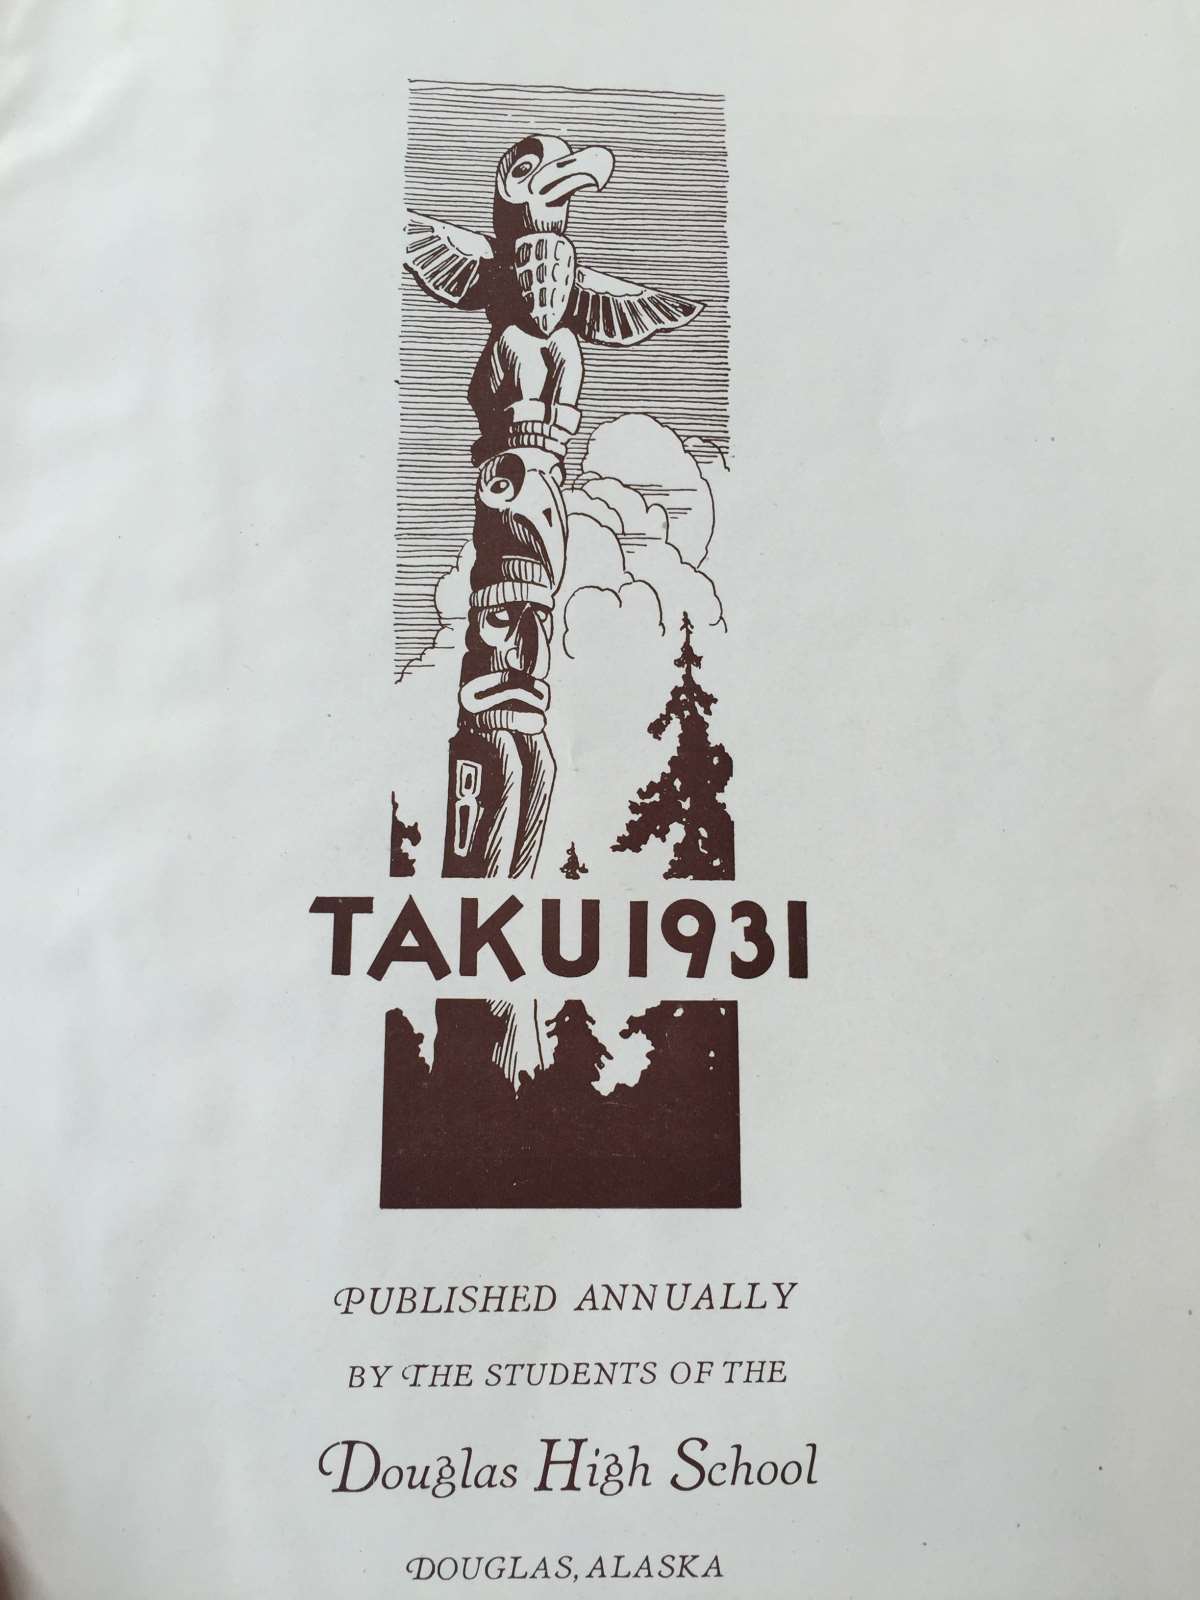 TAKU 1931
PUBLISHED ANNUALLY
BY THE STUDENTS OF THE
Douglas High School
DOUGLAS, ALASKA